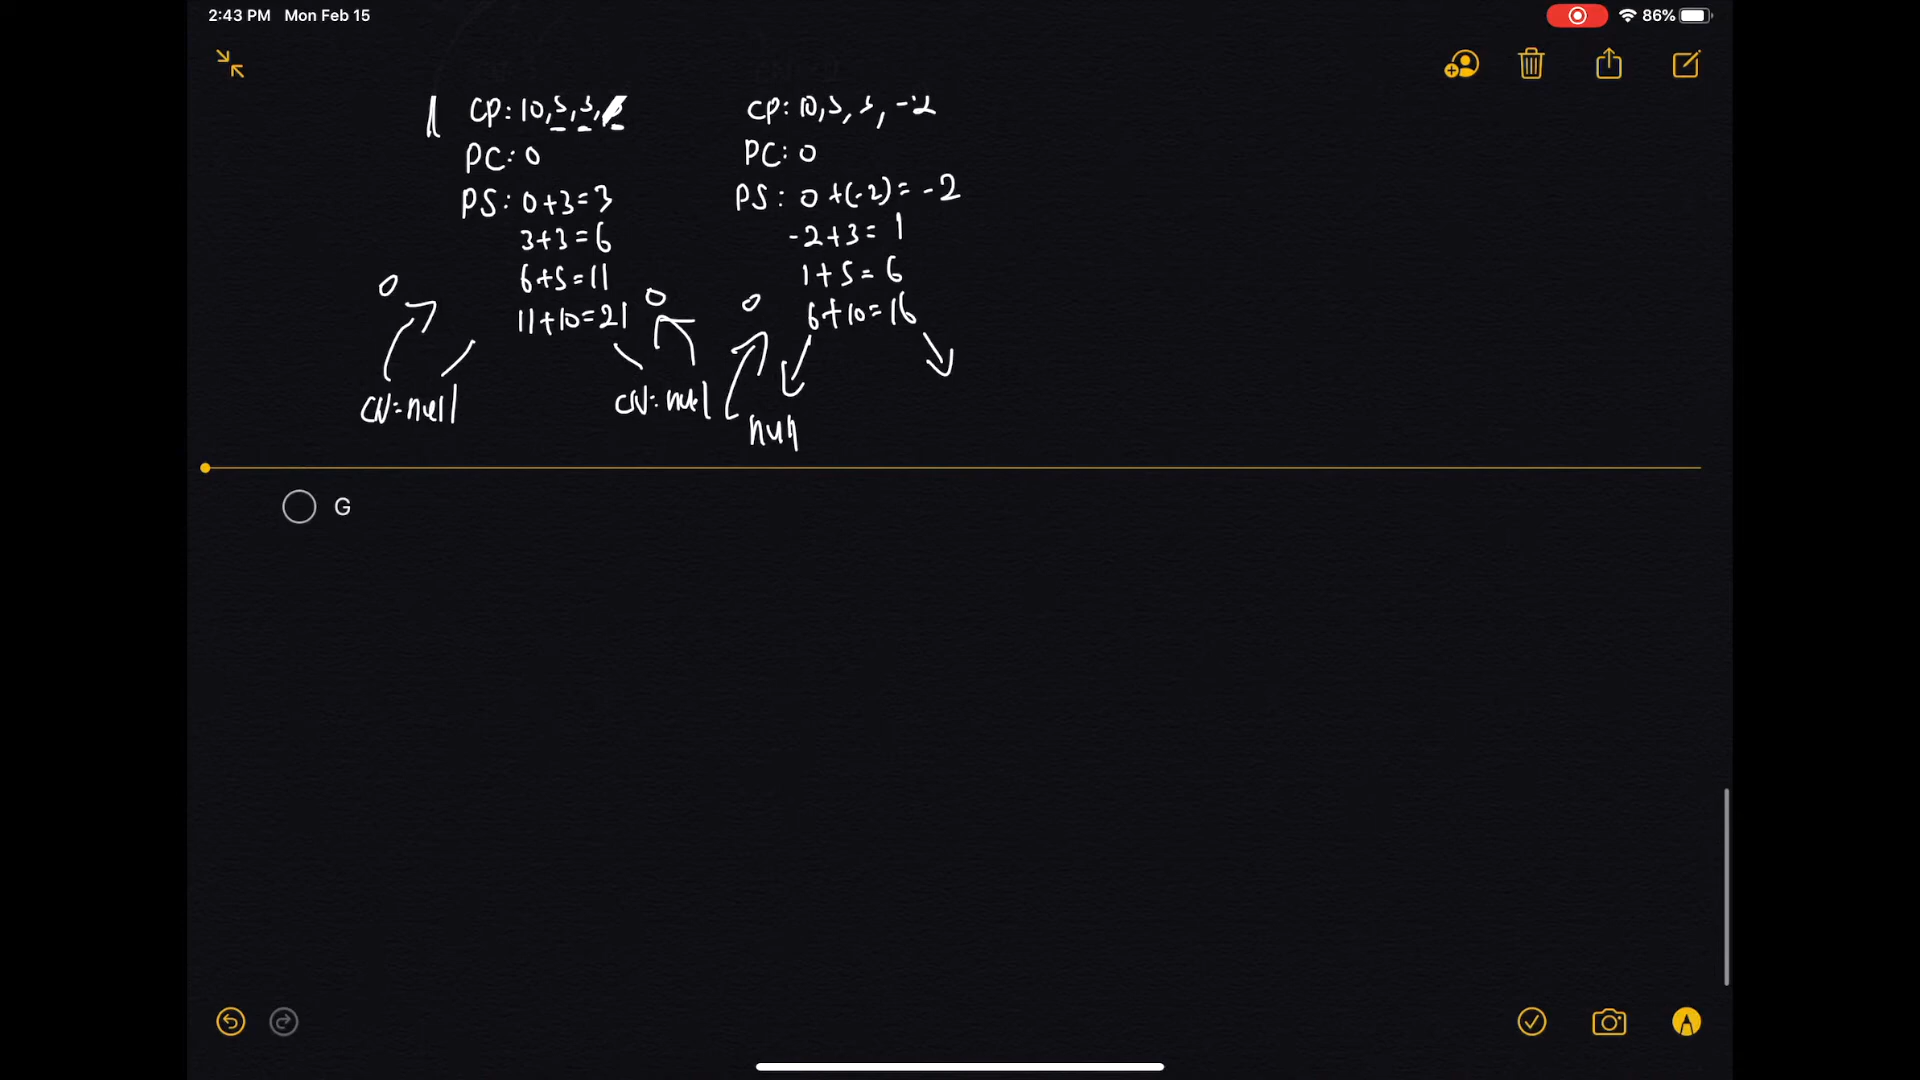 2:43 PM Mon Feb 15
86%
CP: 10, 5, 3,
PC: 0
PS: 0+3=3
3+3=6
6+5=11
11+10=21
0
0
CN=null
CN=null
CP: 10, 5, 3, -2
PC: 0
PS: 0+(-2)= -2
-2+3= 1
1+5= 6
6+10=16
0
null
G